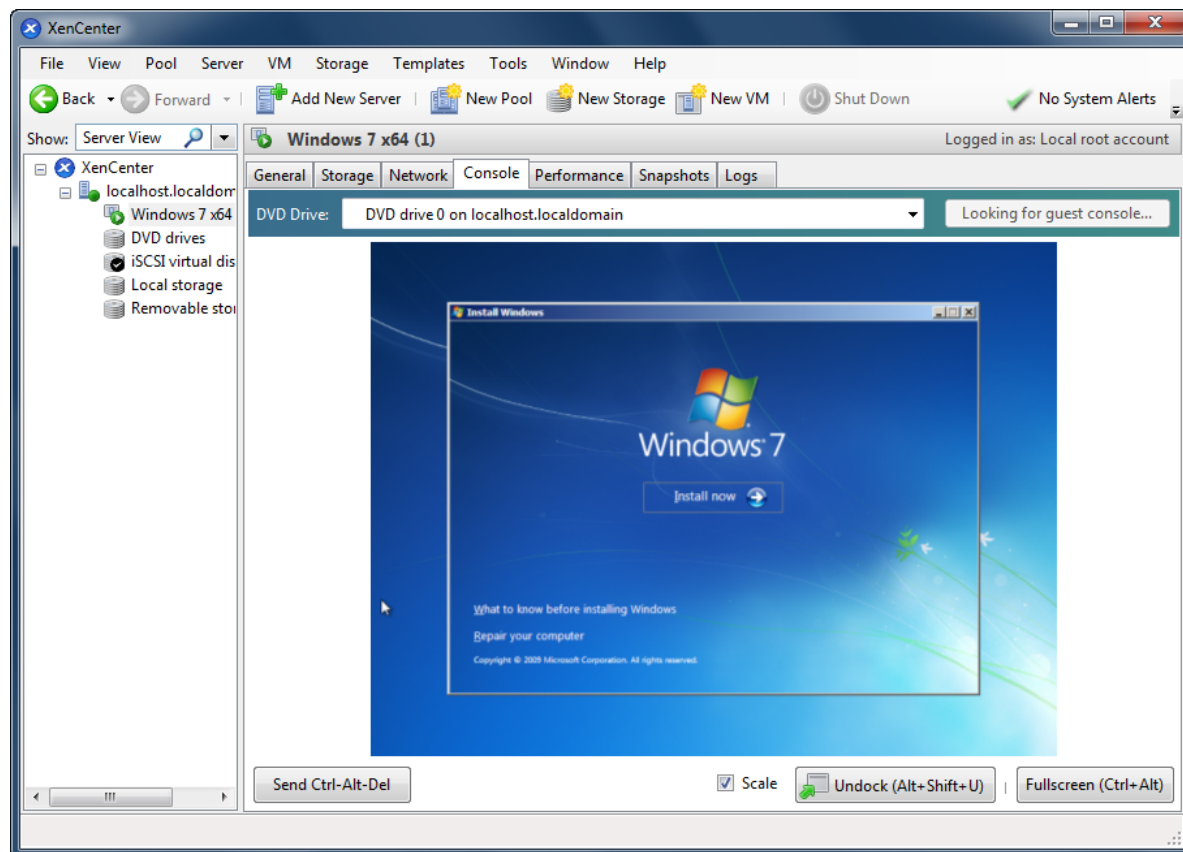 XenCenter
File View Pool Server VM Storage Templates Tools Window Help
Back Forward Add New Server New Pool New Storage New VM Shut Down No System Alerts
Show: Server View Windows 7 x64 (1) Logged in as: Local root account
XenCenter
localhost.localdom
Windows 7 x64
DVD drives
iSCSI virtual dis
Local storage
Removable stor
General Storage Network Console Performance Snapshots Logs
DVD Drive: DVD drive 0 on localhost.localdomain Looking for guest console...
Install Windows
Windows 7
Install now
What to know before installing Windows
Repair your computer
Copyright © 2009 Microsoft Corporation. All rights reserved.
Send Ctrl-Alt-Del Scale Undock (Alt+Shift+U) Fullscreen (Ctrl+Alt)